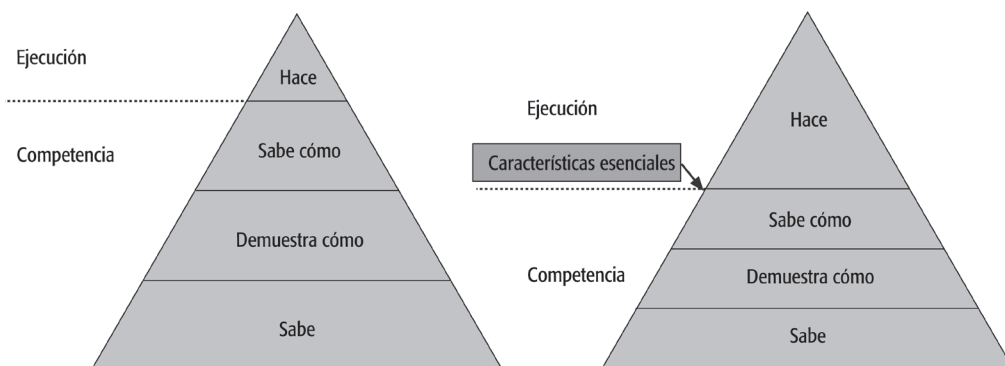 Ejecución
Hace
Competencia
Sabe cómo
Demuestra cómo
Sabe
Ejecución
Hace
Características esenciales
Sabe cómo
Competencia
Demuestra cómo
Sabe